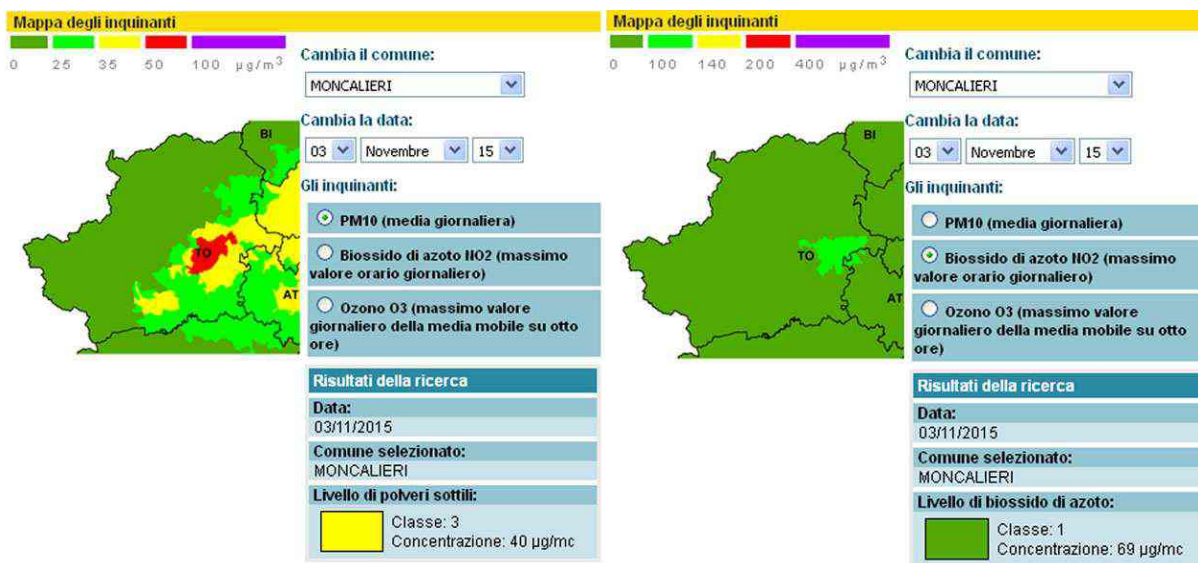 Mappa degli inquinanti
0 25 35 50 100 µg/m³
Cambia il comune:
MONCALIERI
Cambia la data:
03 Novembre 15
Gli inquinanti:
PM10 (media giornaliera)
Biossido di azoto NO2 (massimo
valore orario giornaliero)
Ozono O3 (massimo valore
giornaliero della media mobile su otto
ore)
BI
TO
AT
Risultati della ricerca
Data:
03/11/2015
Comune selezionato:
MONCALIERI
Livello di polveri sottili:
Classe: 3
Concentrazione: 40 µg/mc
Mappa degli inquinanti
0 100 140 200 400 µg/m³
Cambia il comune:
MONCALIERI
Cambia la data:
03 Novembre 15
Gli inquinanti:
PM10 (media giornaliera)
Biossido di azoto NO2 (massimo
valore orario giornaliero)
Ozono O3 (massimo valore
giornaliero della media mobile su otto
ore)
BI
TO
AT
Risultati della ricerca
Data:
03/11/2015
Comune selezionato:
MONCALIERI
Livello di biossido di azoto:
Classe: 1
Concentrazione: 69 µg/mc